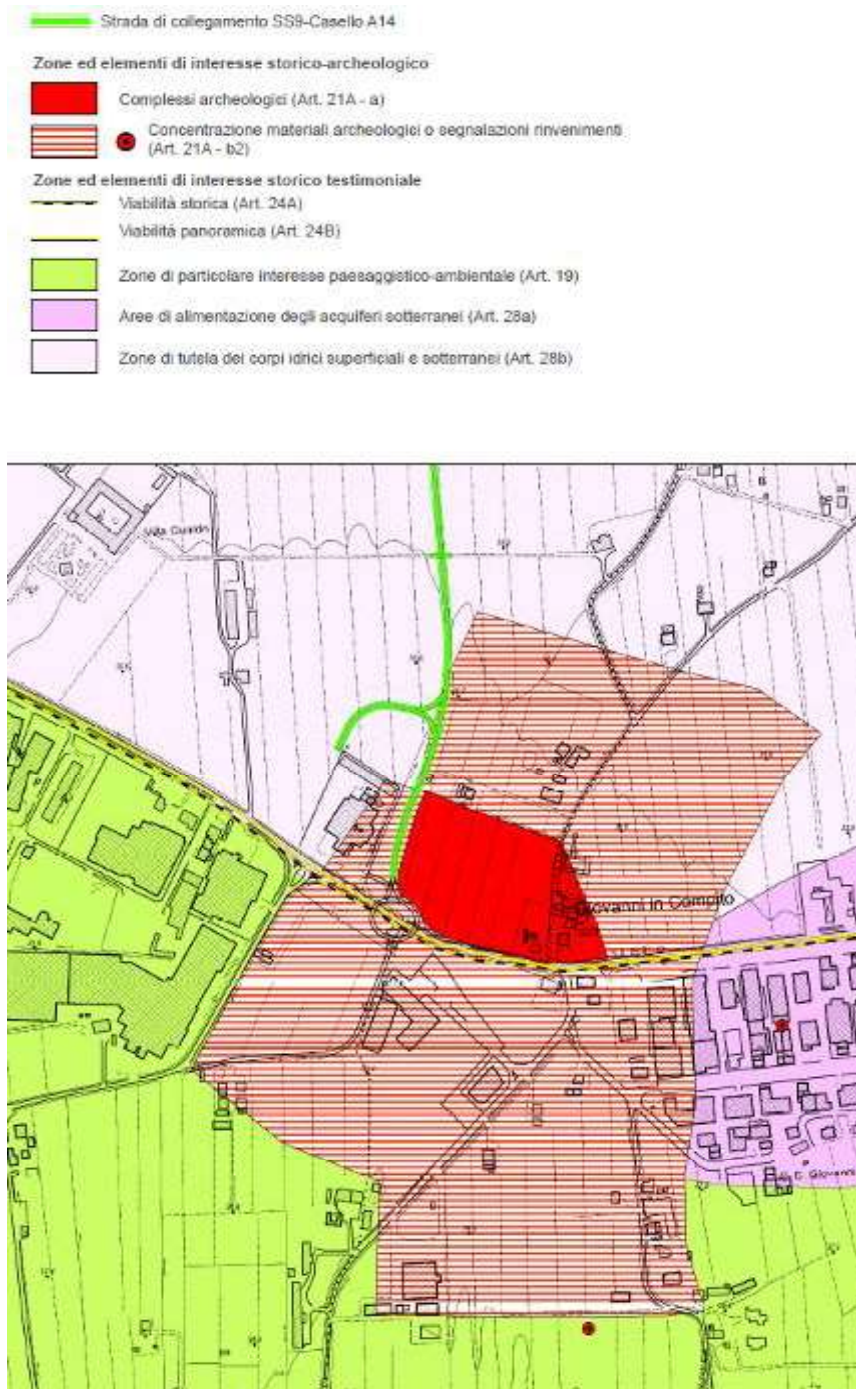 Strada di collegamento SS9-Casello A14
Zone ed elementi di interesse storico-archeologico
Complessi archeologici (Art. 21A - a)
Concentrazione materiali archeologici o segnalazioni rinvenimenti
(Art. 21A - b2)
Zone ed elementi di interesse storico testimoniale
Viabilità storica (Art. 24A)
Viabilità panoramica (Art. 24B)
Zone di particolare interesse paesaggistico-ambientale (Art. 19)
Aree di alimentazione degli acquiferi sotterranei (Art. 28a)
Zone di tutela dei corpi idrici superficiali e sotterranei (Art. 28b)
Villa
Giovanni in Compito
Giovanni